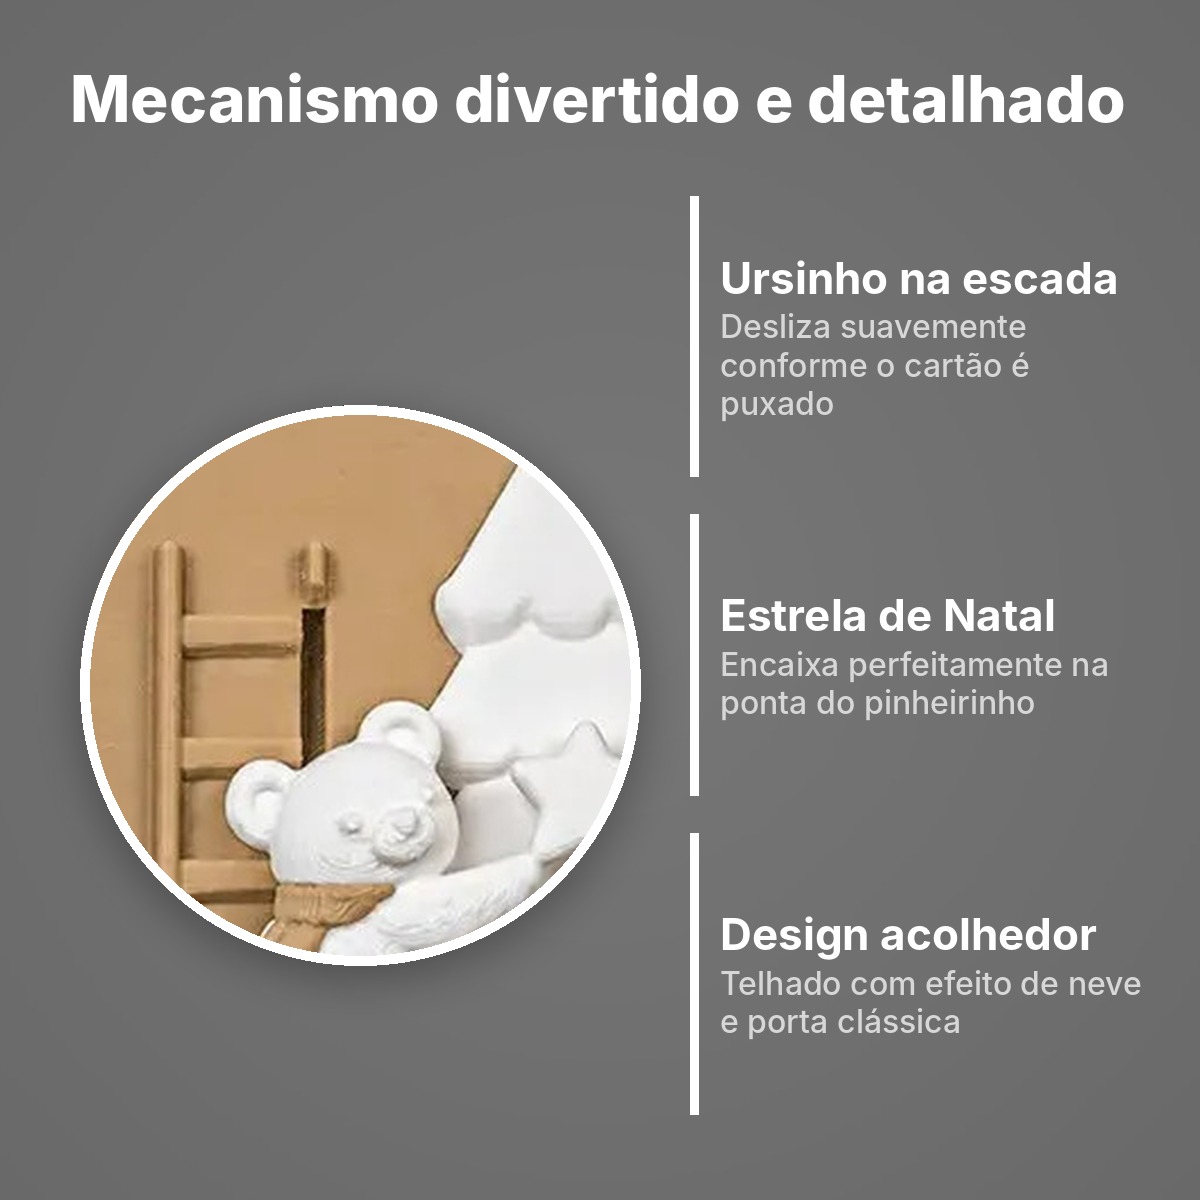 Mecanismo divertido e detalhado
Ursinho na escada
Desliza suavemente
conforme o cartão é
puxado
Estrela de Natal
Encaixa perfeitamente na
ponta do pinheirinho
Design acolhedor
Telhado com efeito de neve
e porta clássica